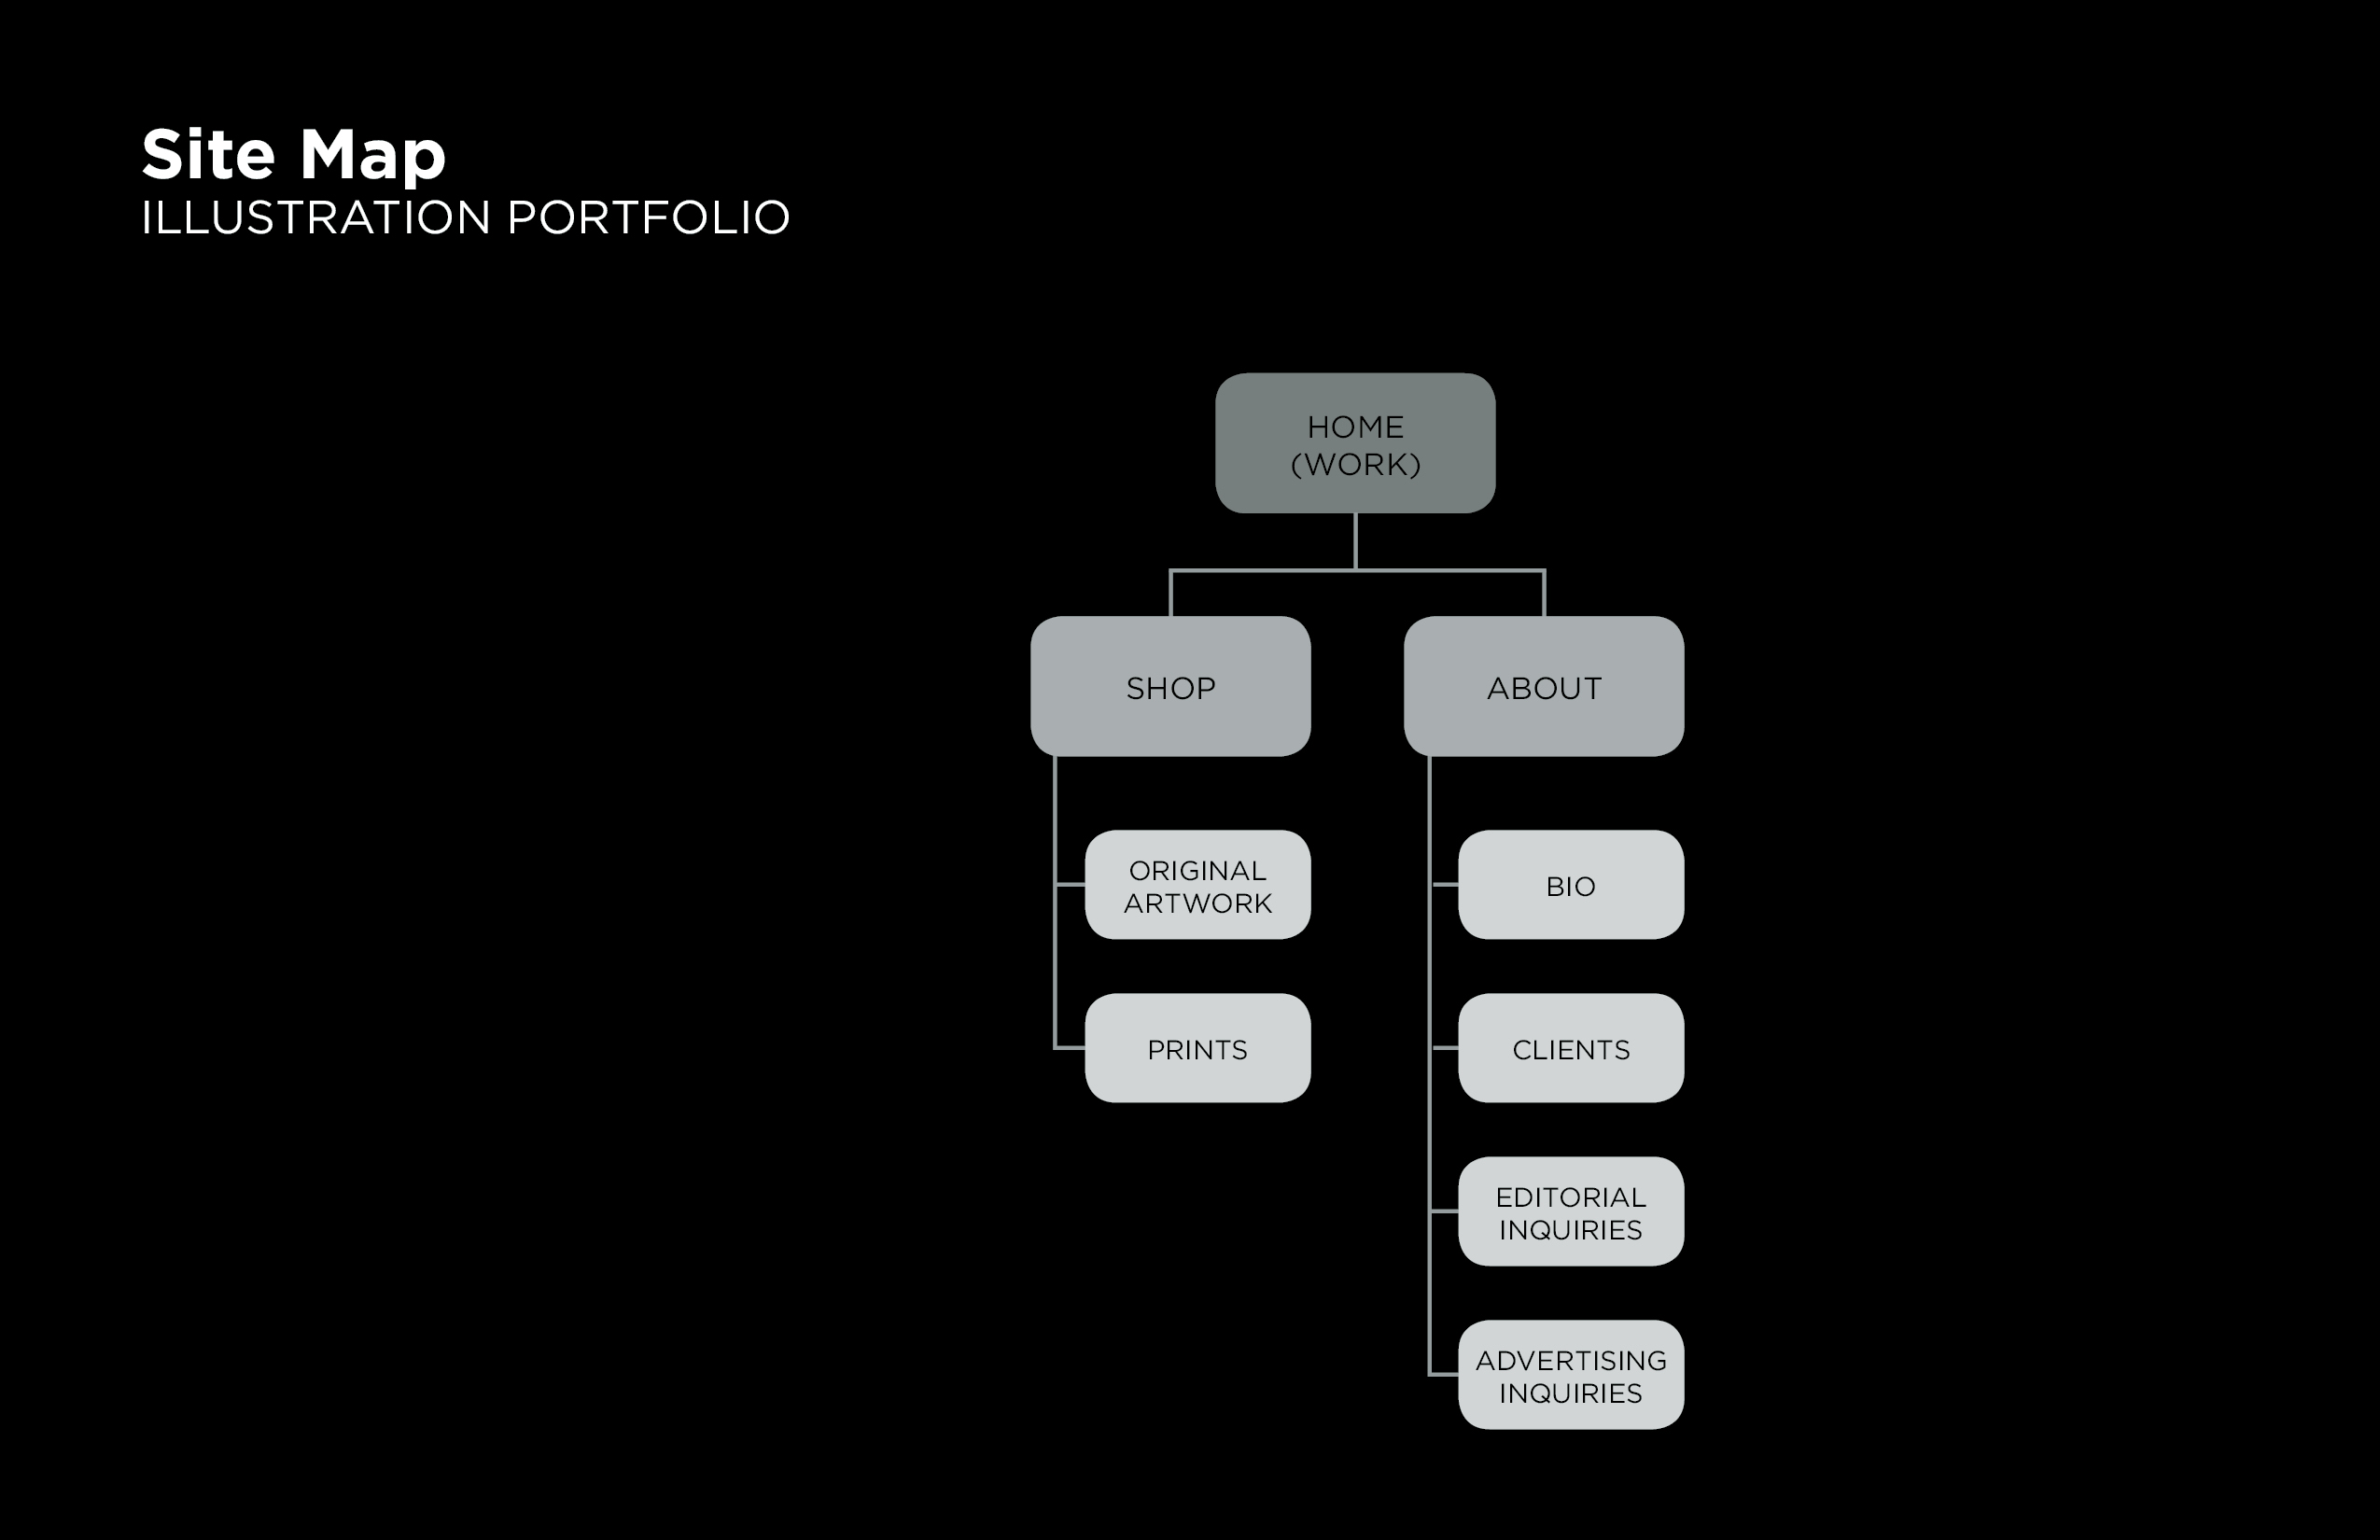 Site Map
ILLUSTRATION PORTFOLIO
HOME
(WORK)
SHOP
ABOUT
ORIGINAL
ARTWORK
BIO
PRINTS
CLIENTS
EDITORIAL
INQUIRIES
ADVERTISING
INQUIRIES